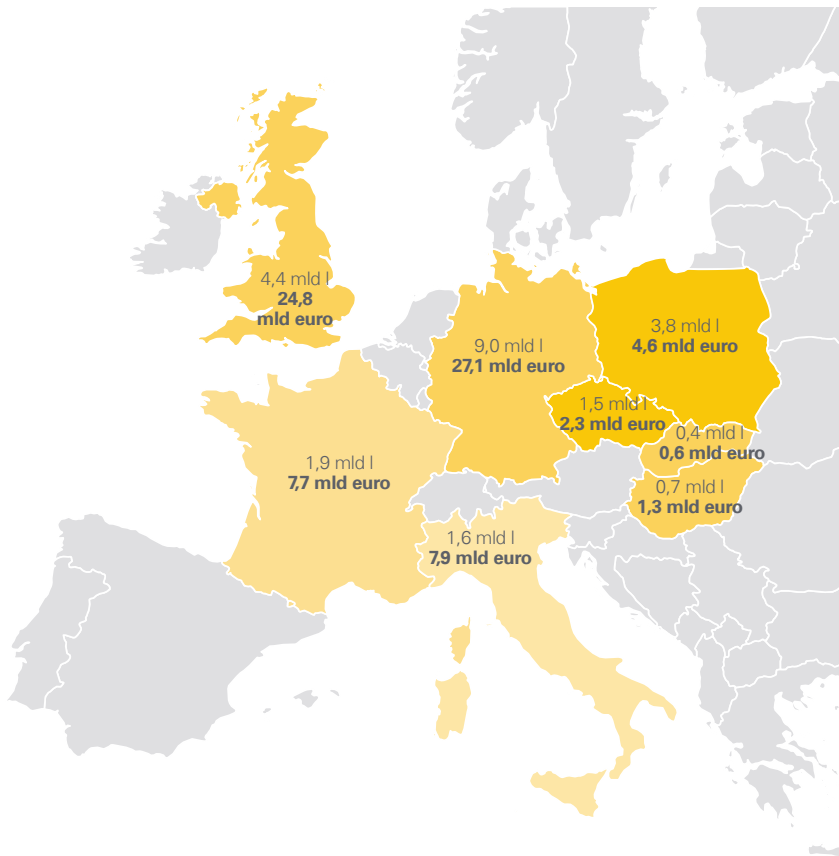 4,4 mld l
24,8
mld euro
9,0 mld l
27,1 mld euro
3,8 mld l
4,6 mld euro
1,5 mld l
2,3 mld euro
0,4 mld l
0,6 mld euro
1,9 mld l
7,7 mld euro
0,7 mld l
1,3 mld euro
1,6 mld l
7,9 mld euro